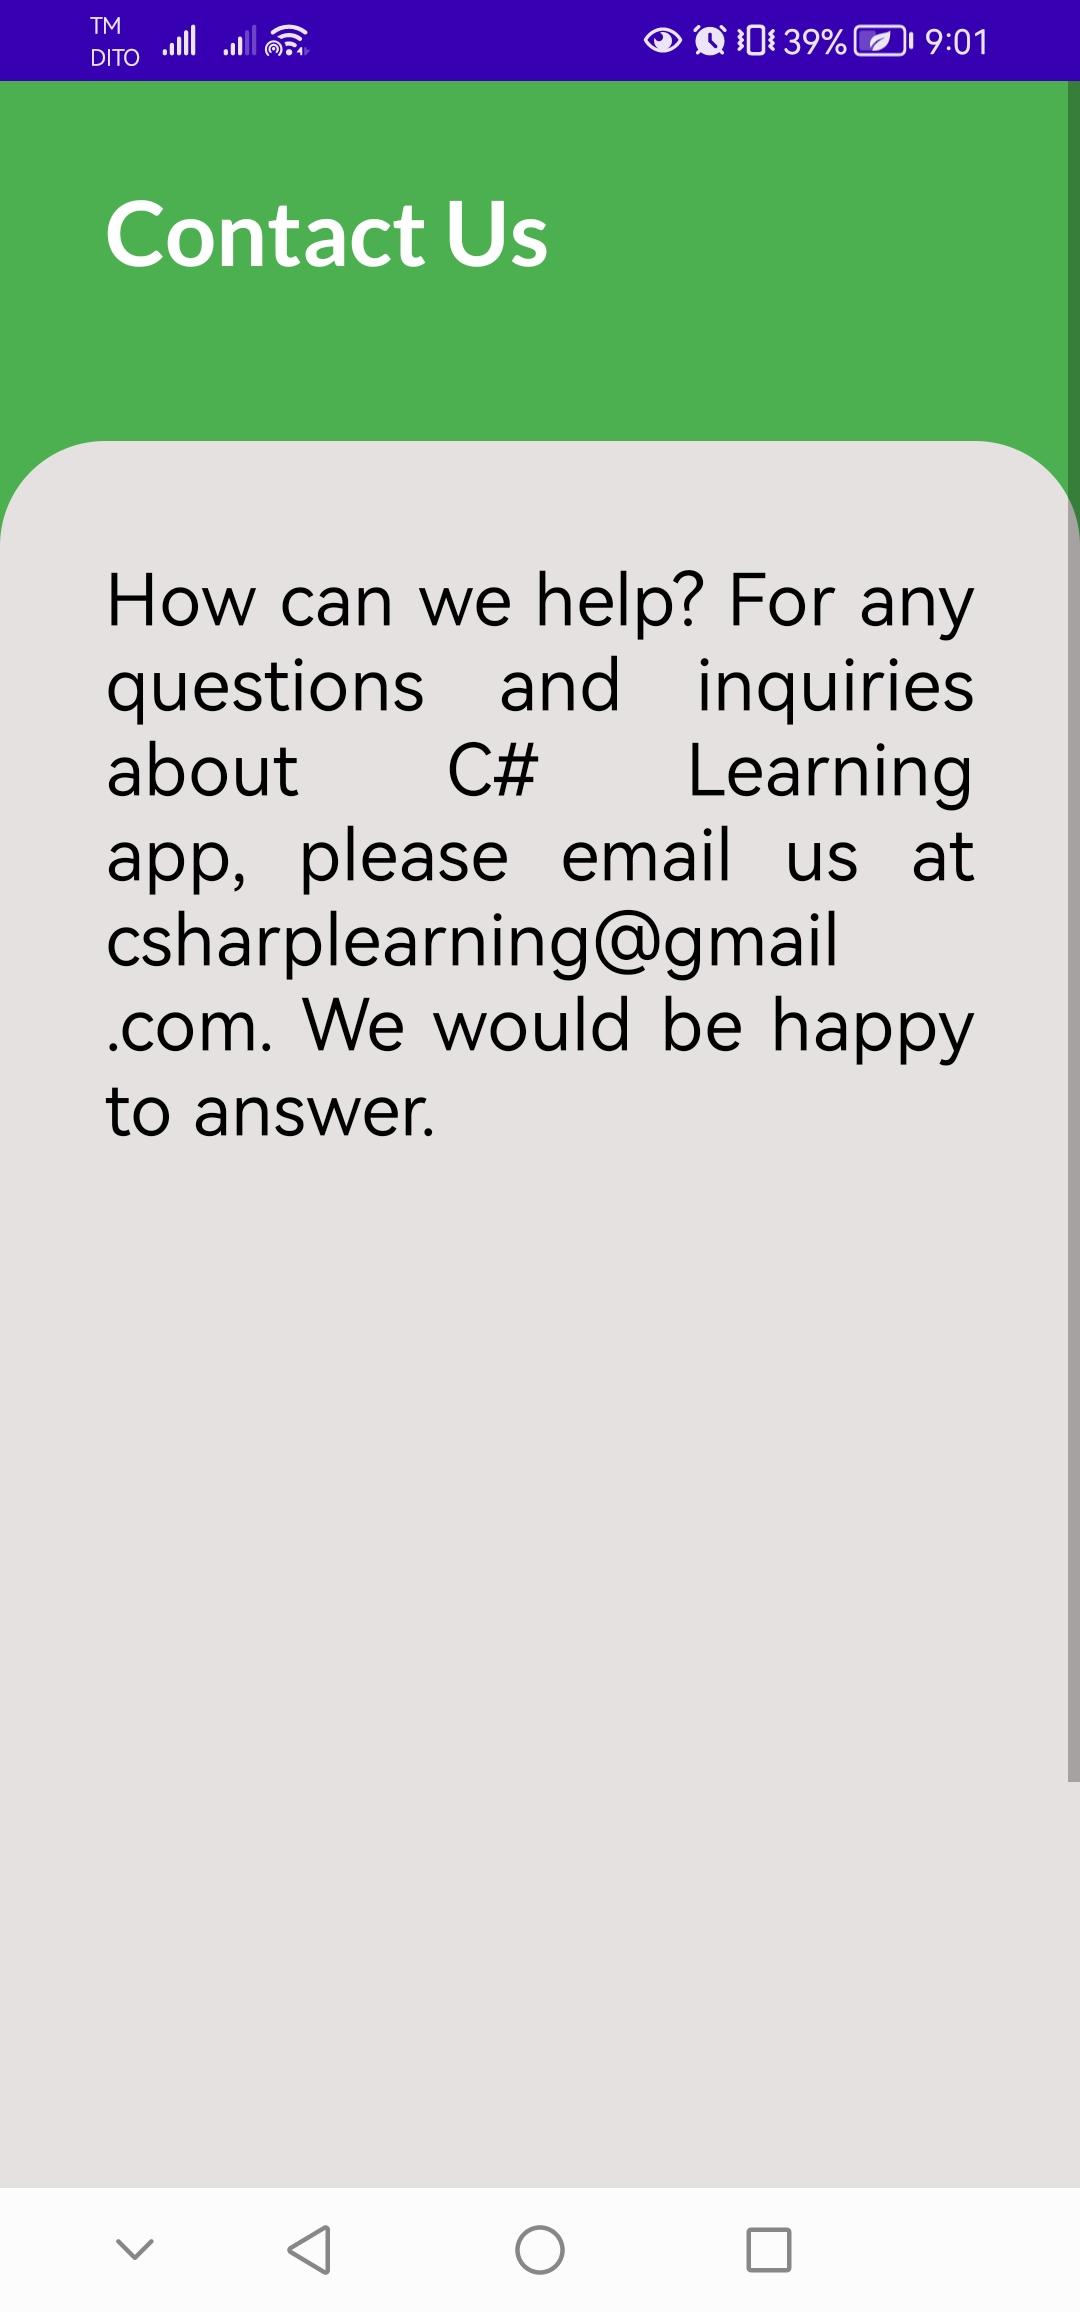 TM
DITO
39% 9:01
Contact Us
How can we help? For any
questions and inquiries
about C# Learning
app, please email us at
csharplearning@gmail
.com. We would be happy
to answer.